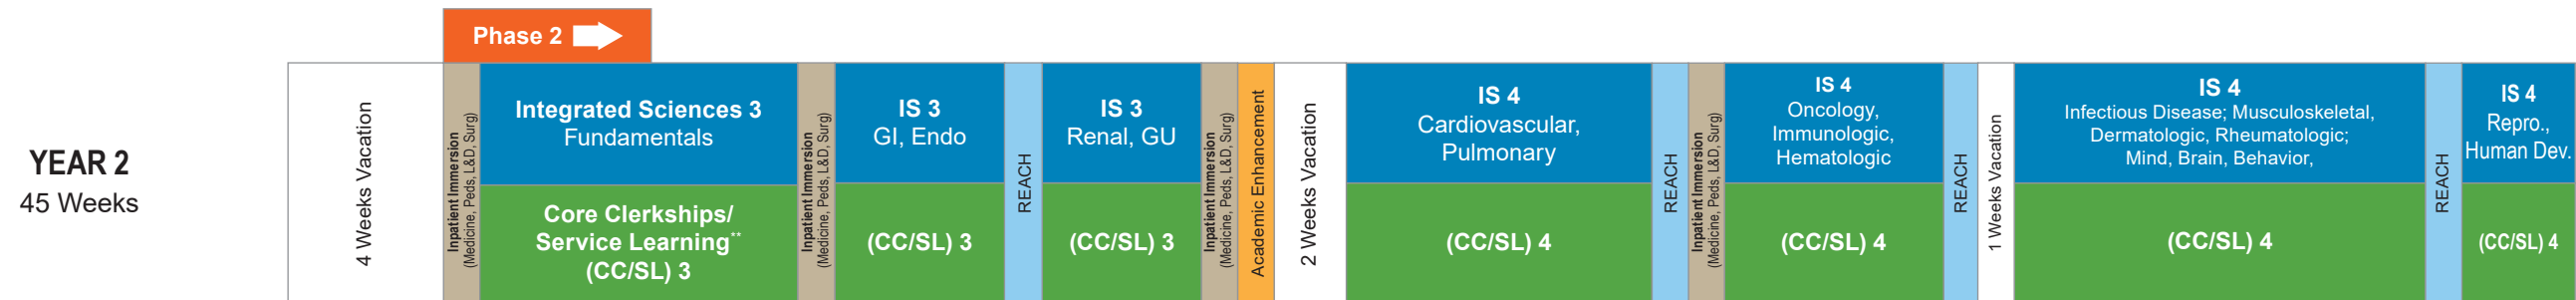 Phase 2
YEAR 2
45 Weeks
4 Weeks Vacation
Inpatient Immersion
(Medicine, Peds, L&D, Surg)
Integrated Sciences 3
Fundamentals
Core Clerkships/
Service Learning**
(CC/SL) 3
Inpatient Immersion
(Medicine, Peds, L&D, Surg)
IS 3
GI, Endo
(CC/SL) 3
REACH
IS 3
Renal, GU
(CC/SL) 3
Inpatient Immersion
(Medicine, Peds, L&D, Surg)
Academic Enhancement
2 Weeks Vacation
IS 4
Cardiovascular,
Pulmonary
(CC/SL) 4
REACH
Inpatient Immersion
(Medicine, Peds, L&D, Surg)
IS 4
Oncology,
Immunologic,
Hematologic
(CC/SL) 4
REACH
1 Weeks Vacation
IS 4
Infectious Disease; Musculoskeletal,
Dermatologic, Rheumatologic;
Mind, Brain, Behavior,
(CC/SL) 4
REACH
IS 4
Repro.,
Human Dev.
(CC/SL) 4